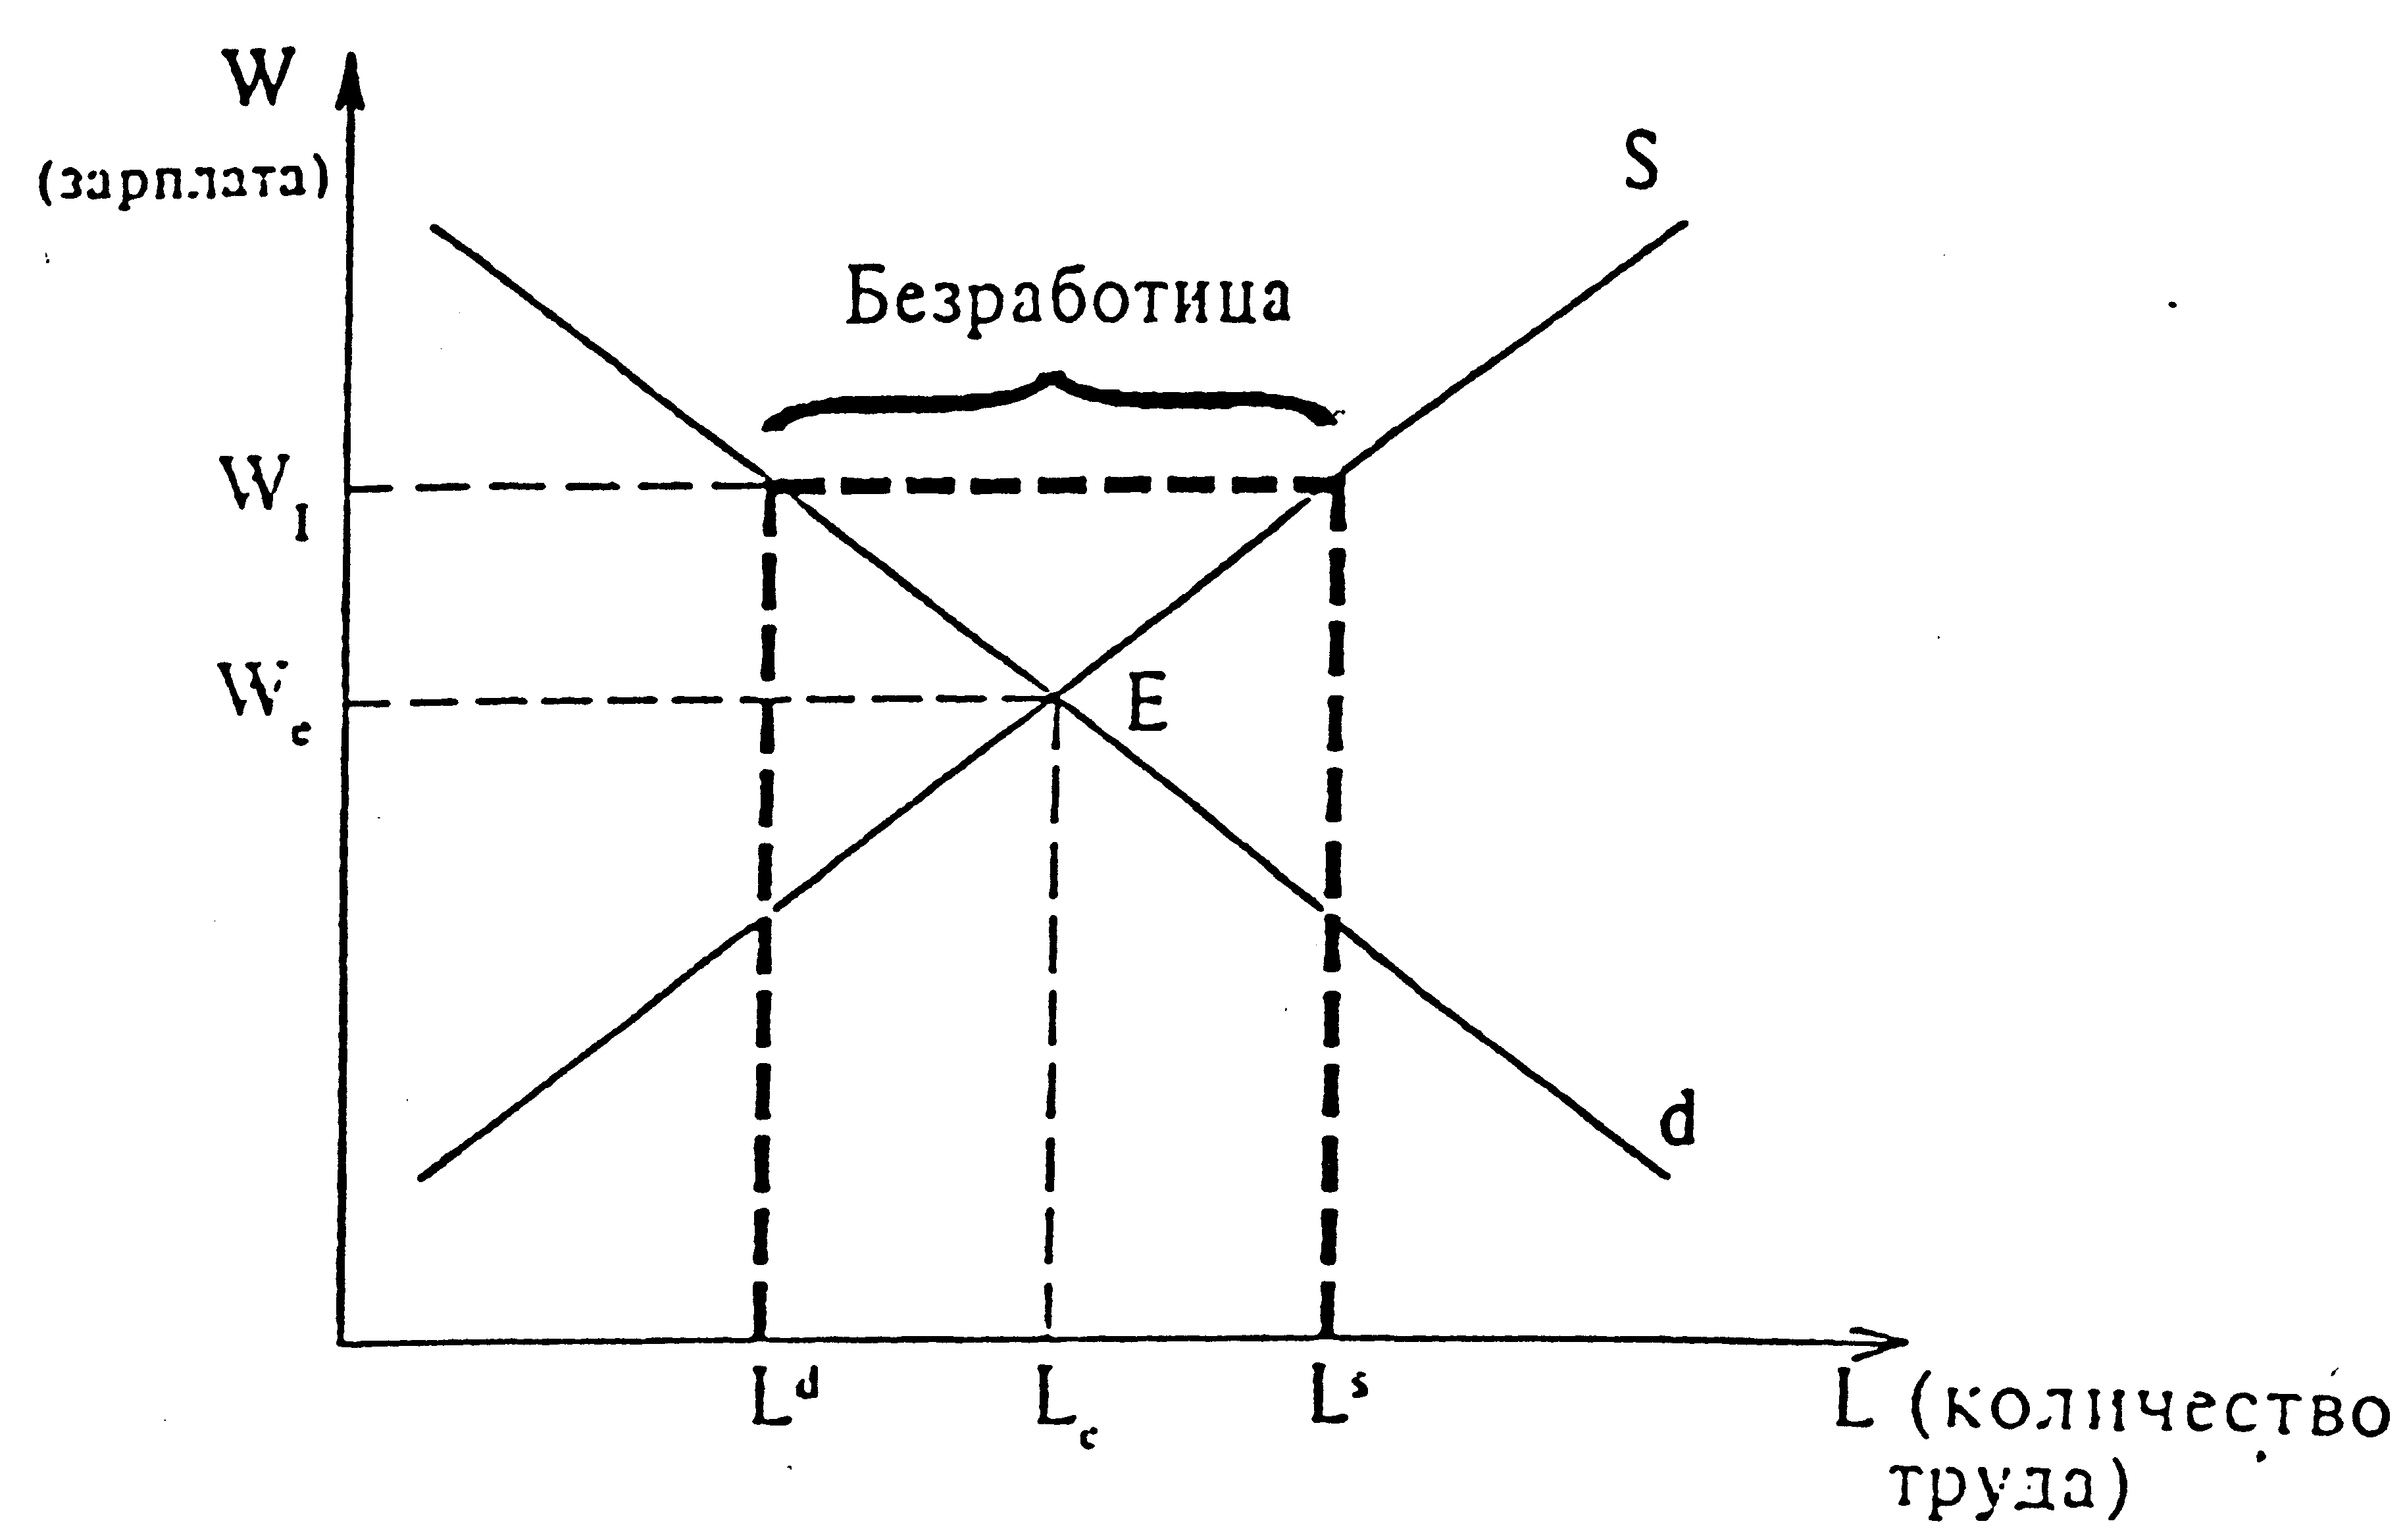 W
(зарплата)
S
Безработица
W₁
Wₑ
E
d
Lᵈ
Lₑ
Lˢ
L (количество
труда)